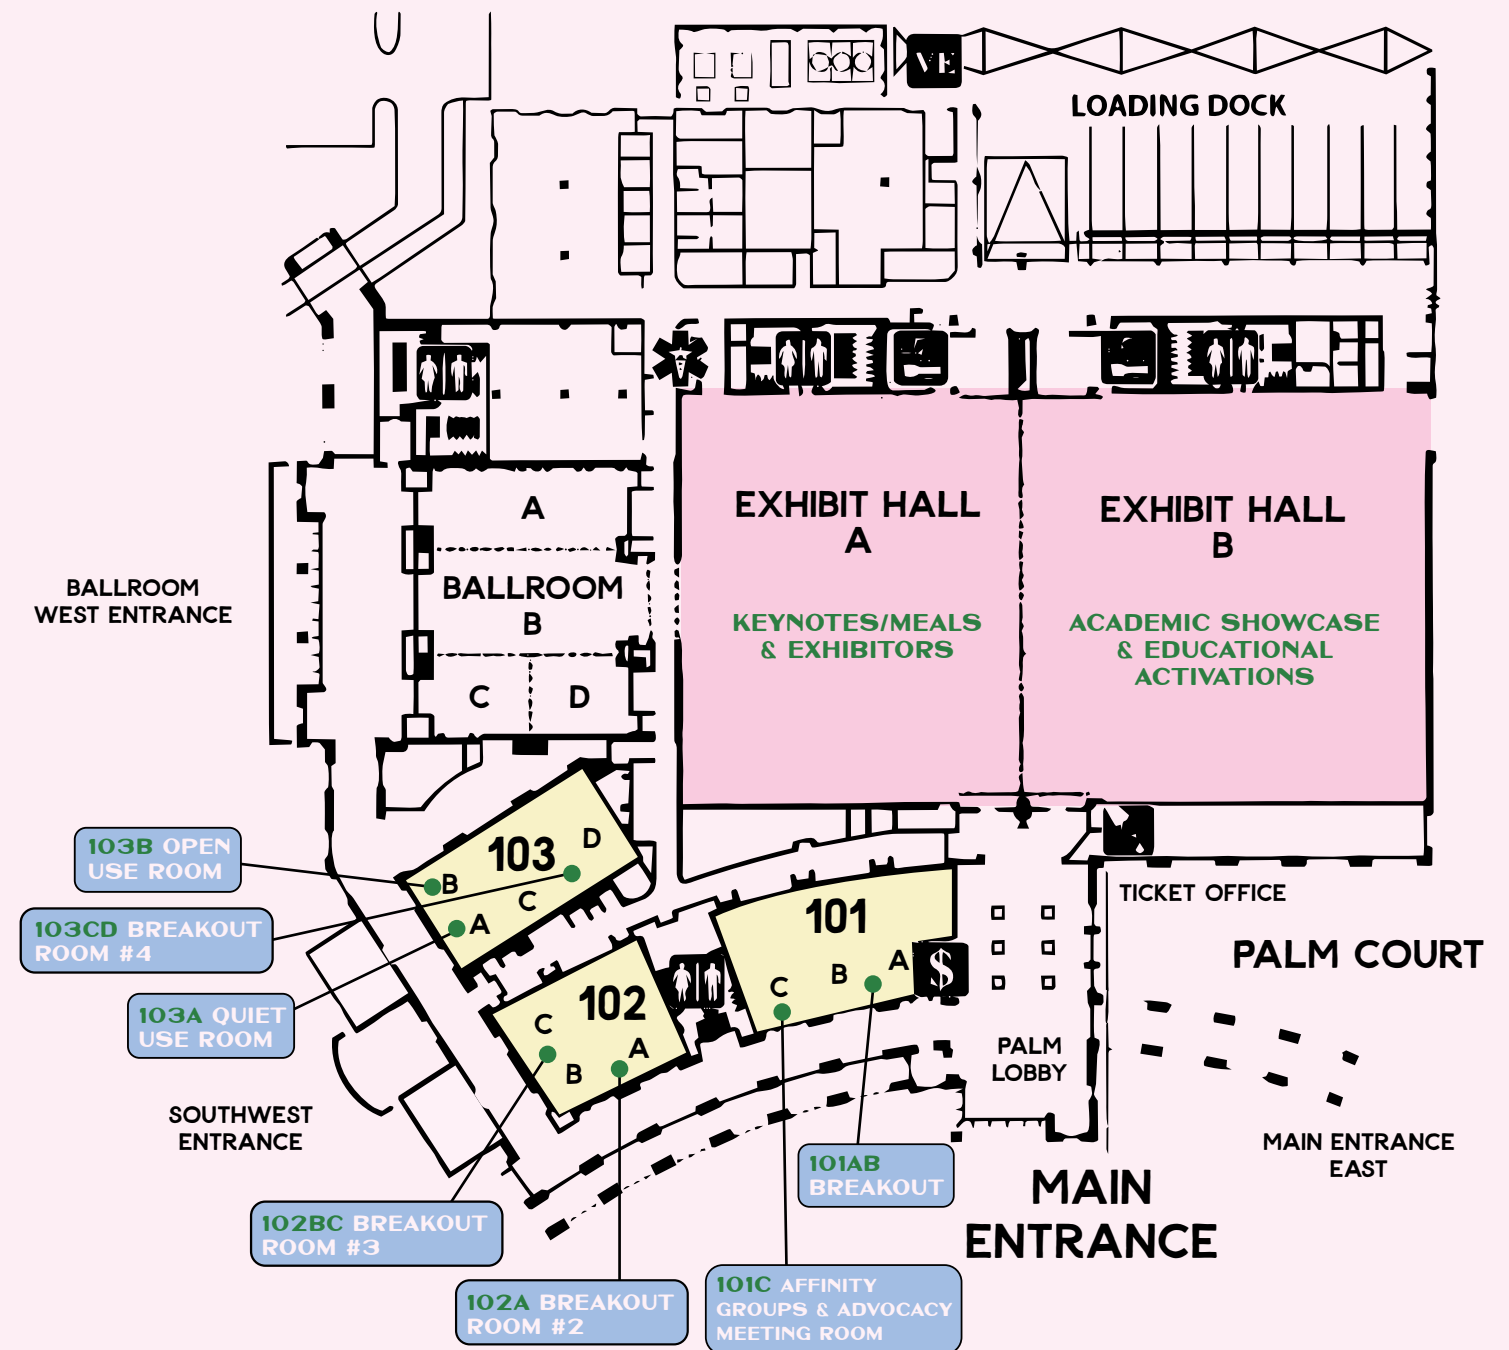 VE
LOADING DOCK
EXHIBIT HALL
A
KEYNOTES/MEALS
& EXHIBITORS
EXHIBIT HALL
B
ACADEMIC SHOWCASE
& EDUCATIONAL
ACTIVATIONS
A
BALLROOM
B
C D
BALLROOM
WEST ENTRANCE
103
D
B
C
A
103B OPEN
USE ROOM
103CD BREAKOUT
ROOM #4
103A QUIET
USE ROOM
101
A
B
C
$
102
C
A
B
TICKET OFFICE
PALM COURT
PALM
LOBBY
SOUTHWEST
ENTRANCE
MAIN ENTRANCE
EAST
MAIN
ENTRANCE
101AB
BREAKOUT
102BC BREAKOUT
ROOM #3
102A BREAKOUT
ROOM #2
101C AFFINITY
GROUPS & ADVOCACY
MEETING ROOM